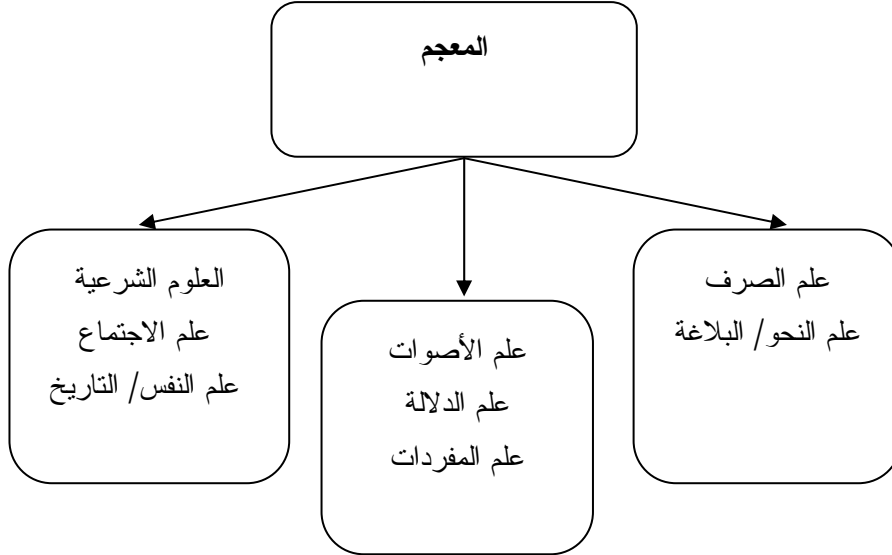 المعجم
علم الصرف
علم النحو/ البلاغة
علم الأصوات
علم الدلالة
علم المفردات
العلوم الشرعية
علم الاجتماع
علم النفس/ التاريخ